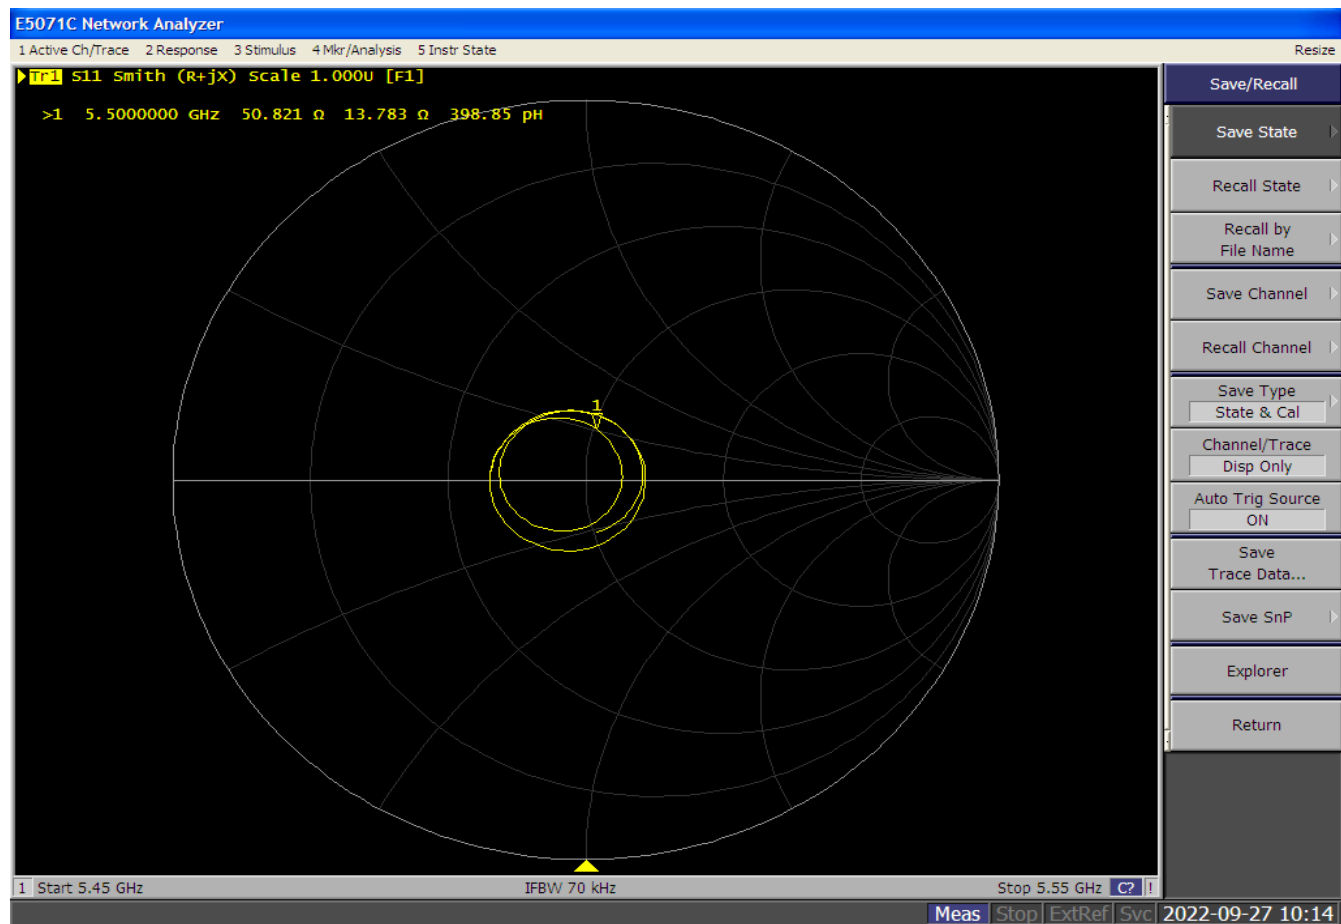 E5071C Network Analyzer
1 Active Ch/Trace 2 Response 3 Stimulus 4 Mkr/Analysis 5 Instr State Resize
Tr1 S11 Smith (R+jX) Scale 1.000U [F1]
>1 5.5000000 GHz 50.821 Ω 13.783 Ω 398.85 pH
1
Save/Recall
Save State
Recall State
Recall by
File Name
Save Channel
Recall Channel
Save Type
State & Cal
Channel/Trace
Disp Only
Auto Trig Source
ON
Save
Trace Data...
Save SnP
Explorer
Return
1 Start 5.45 GHz IFBW 70 kHz Stop 5.55 GHz C? !
Meas Stop ExtRef Svc 2022-09-27 10:14